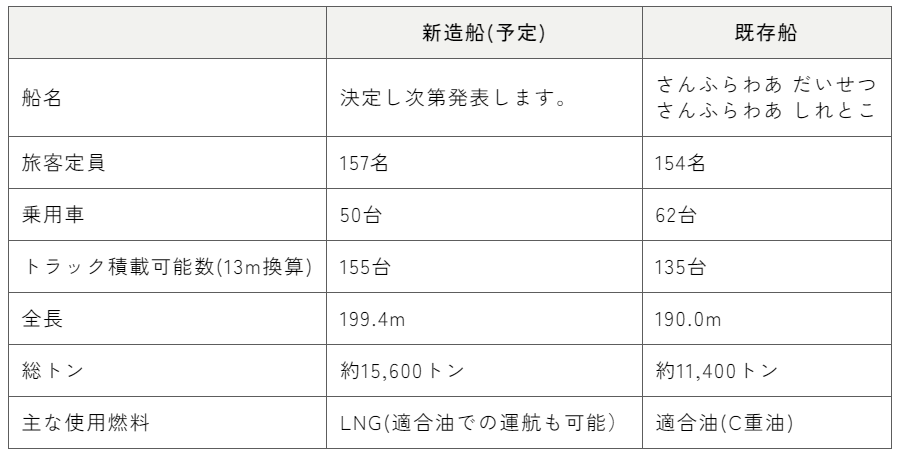 新造船(予定) 既存船
船名 決定し次第発表します。 さんふらわあ だいせつ
さんふらわあ しれとこ
旅客定員 157名 154名
乗用車 50台 62台
トラック積載可能数(13m換算) 155台 135台
全長 199.4m 190.0m
総トン 約15,600トン 約11,400トン
主な使用燃料 LNG(適合油での運航も可能） 適合油(C重油)